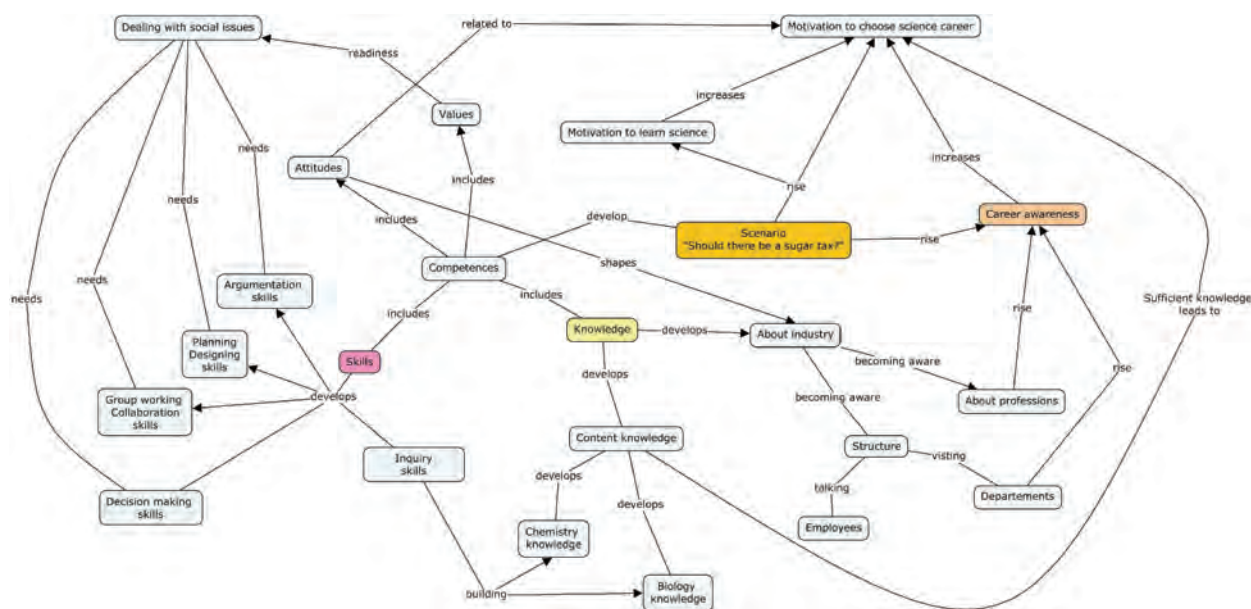 Dealing with social issues
related to
Motivation to choose science career
readiness
increases
Values
Motivation to learn science
needs
increases
Attitudes
includes
rise
needs
includes
develop
Scenario
"Should there be a sugar tax?"
rise
Career awareness
shapes
Competences
needs
Argumentation
skills
includes
includes
needs
Sufficient knowledge
leads to
rise
Knowledge
develops
About industry
Planning
Designing
skills
Skills
becoming aware
rise
develops
develops
Group working
Collaboration
skills
becoming aware
About professions
Content knowledge
Structure
visting
Inquiry
skills
develops
talking
develops
Departements
Decision making
skills
Employees
Chemistry
knowledge
building
Biology
knowledge